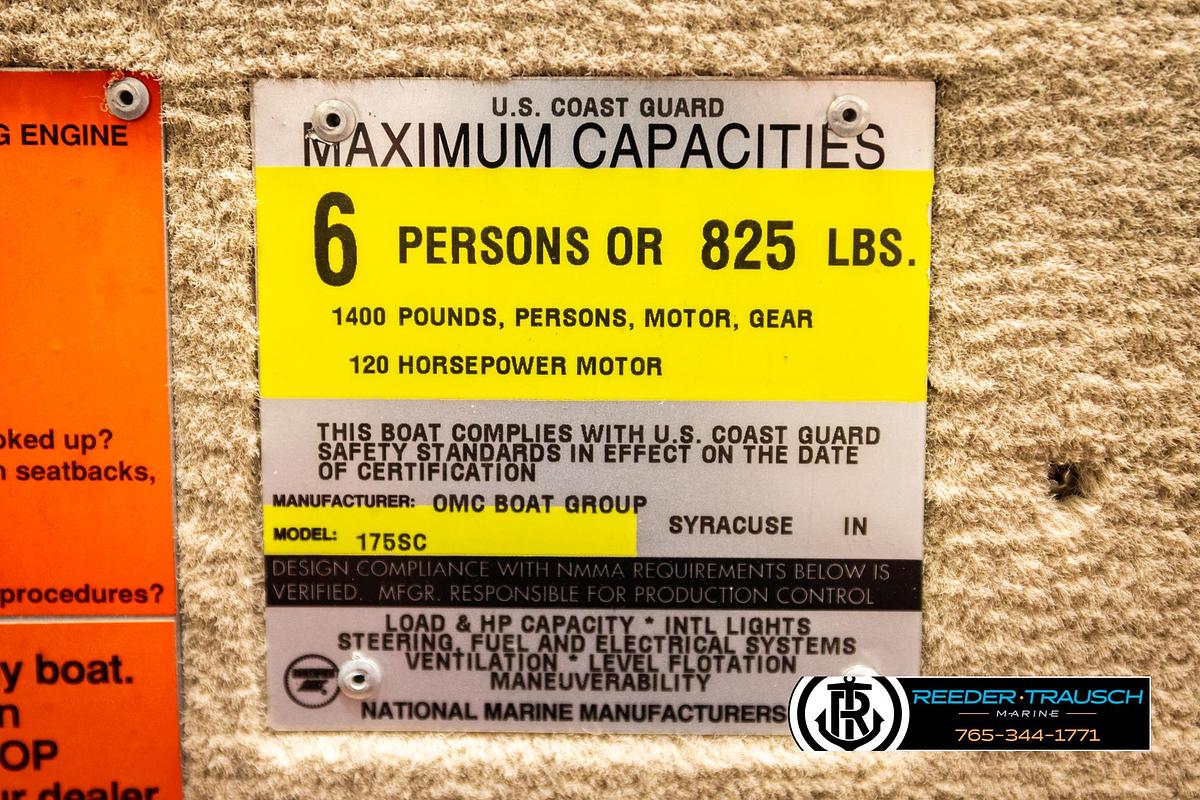 G ENGINE
oked up?
n seatbacks,
procedures?
y boat.
n
OP
ur dealer
U.S. COAST GUARD
MAXIMUM CAPACITIES
6 PERSONS OR 825 LBS.
1400 POUNDS, PERSONS, MOTOR, GEAR
120 HORSEPOWER MOTOR
THIS BOAT COMPLIES WITH U.S. COAST GUARD
SAFETY STANDARDS IN EFFECT ON THE DATE
OF CERTIFICATION
MANUFACTURER: OMC BOAT GROUP
SYRACUSE IN
MODEL: 175SC
DESIGN COMPLIANCE WITH NMMA REQUIREMENTS BELOW IS
VERIFIED. MFGR. RESPONSIBLE FOR PRODUCTION CONTROL
LOAD & HP CAPACITY * INTL LIGHTS
STEERING, FUEL AND ELECTRICAL SYSTEMS
VENTILATION * LEVEL FLOTATION
MANEUVERABILITY
NATIONAL MARINE MANUFACTURERS
REEDER·TRAUSCH
MARINE
765-344-1771